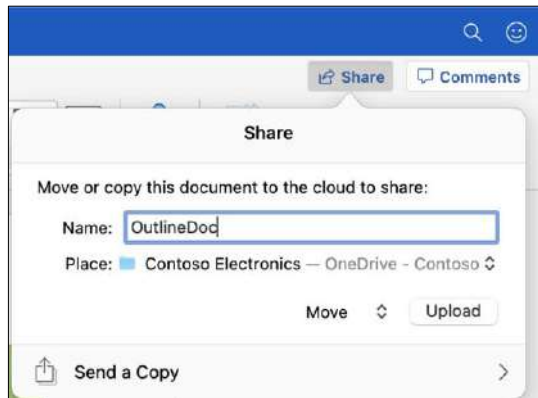 Share
Comments
Share
Move or copy this document to the cloud to share:
Name: OutlineDoc
Place: Contoso Electronics — OneDrive - Contoso
Move
Upload
Send a Copy